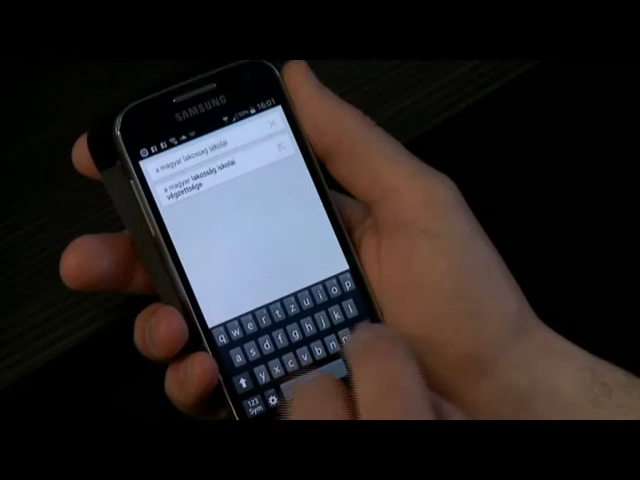 SAMSUNG
16:01
a magyar lakosság iskolai
a magyar lakosság iskolai
végzettsége
q w e r t z u i o p
a s d f g h j k l
y x c v b n m
123
Sym